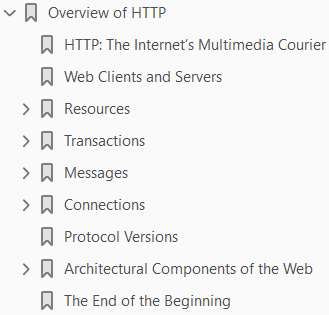 Overview of HTTP
HTTP: The Internet’s Multimedia Courier
Web Clients and Servers
Resources
Transactions
Messages
Connections
Protocol Versions
Architectural Components of the Web
The End of the Beginning